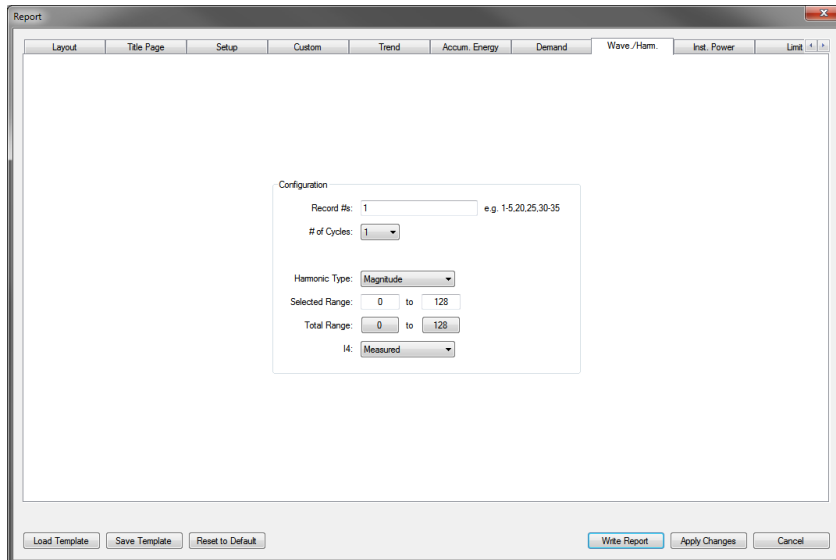 Report
Layout Title Page Setup Custom Trend Accum. Energy Demand Wave./Harm. Inst. Power Limit
Configuration
Record #s: 1 e.g. 1-5,20,25,30-35
# of Cycles: 1
Harmonic Type: Magnitude
Selected Range: 0 to 128
Total Range: 0 to 128
I4: Measured
Load Template Save Template Reset to Default Write Report Apply Changes Cancel